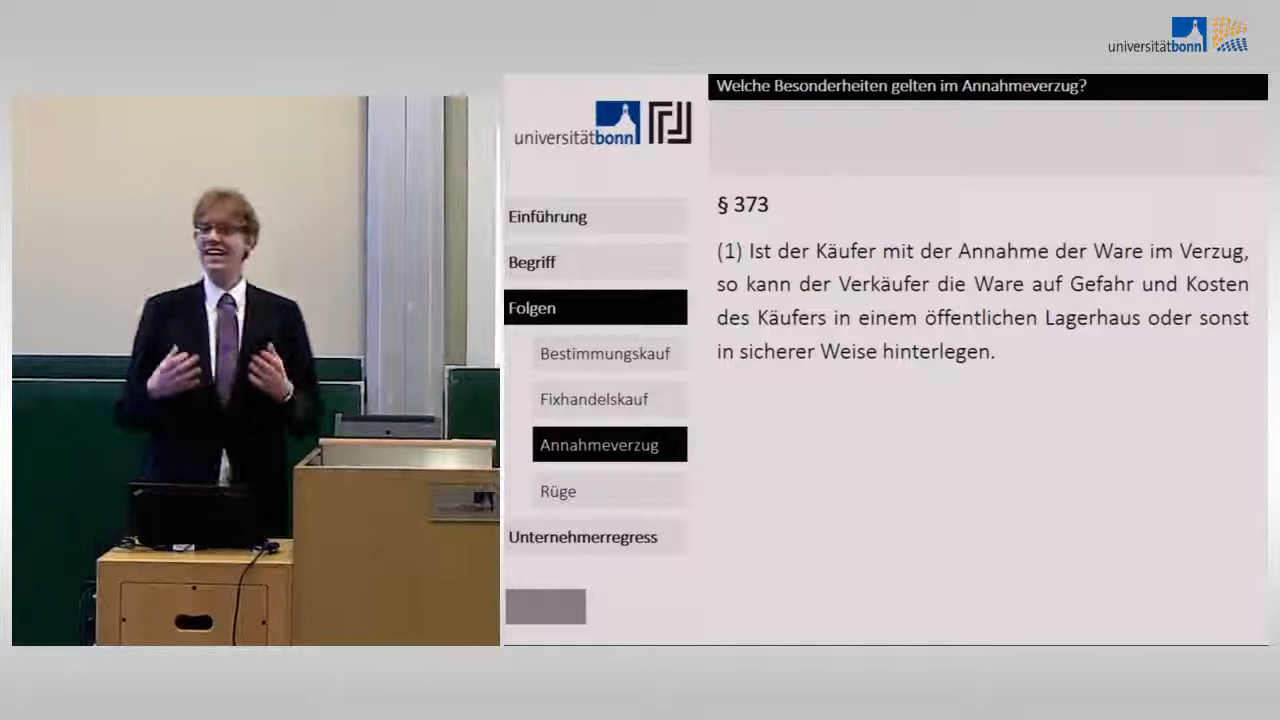 universitätbonn
Welche Besonderheiten gelten im Annahmeverzug?
universitätbonn
Einführung
Begriff
Folgen
Bestimmungskauf
Fixhandelskauf
Annahmeverzug
Rüge
Unternehmerregress
§ 373
(1) Ist der Käufer mit der Annahme der Ware im Verzug,
so kann der Verkäufer die Ware auf Gefahr und Kosten
des Käufers in einem öffentlichen Lagerhaus oder sonst
in sicherer Weise hinterlegen.